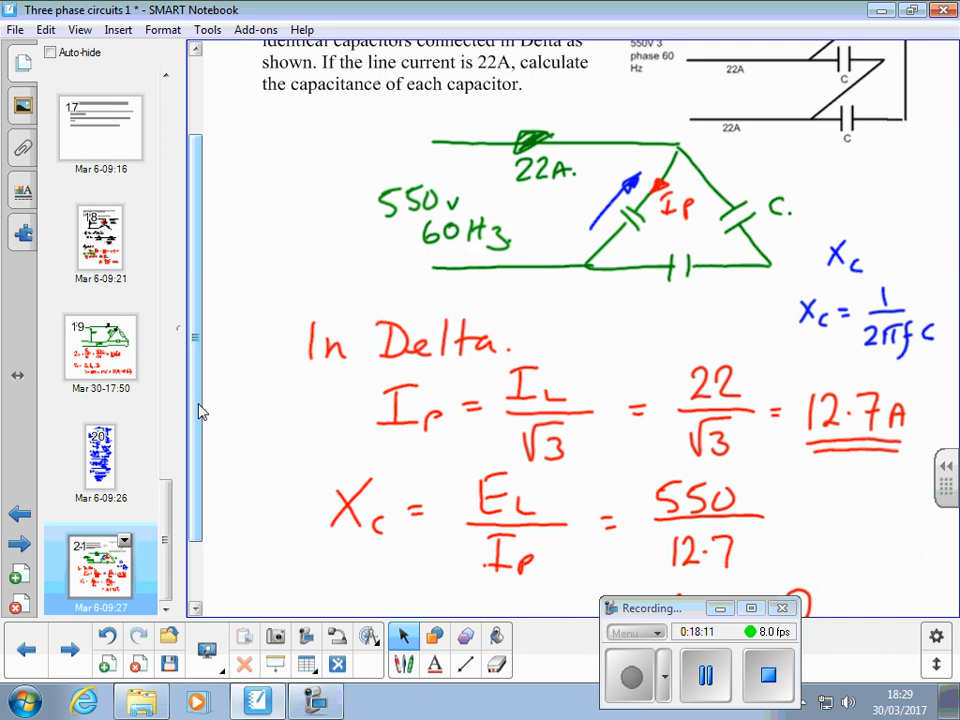 Three phase circuits 1 * - SMART Notebook
File Edit View Insert Format Tools Add-ons Help
Auto-hide
17
Mar 6-09:16
18
Mar 6-09:21
19
Mar 30-17:50
20
Mar 6-09:26
21
Mar 6-09:27
identical capacitors connected in Delta as
shown. If the line current is 22A, calculate
the capacitance of each capacitor.
550V 3
phase 60
Hz
22A
C
22A
C
22A.
550v
60Hz.
IP
C.
Xc
Xc = 1/2πfC
In Delta.
IP = IL/√3 = 22/√3 = 12.7A
Xc = EL/IP = 550/12.7
Recording...
Menu
0:18:11
8.0 fps
18:29
30/03/2017